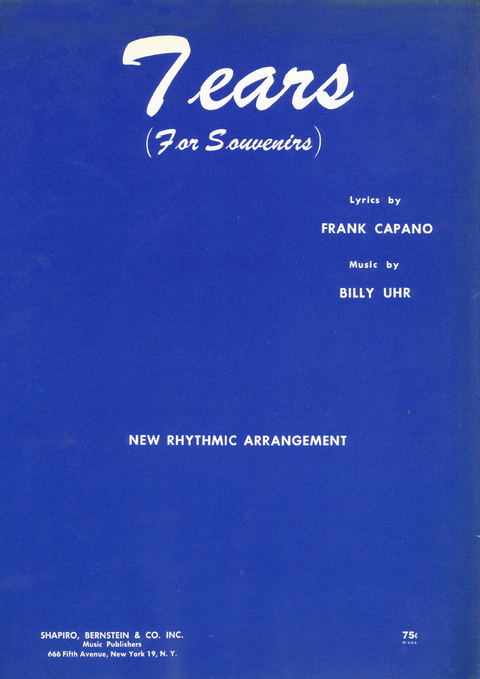 Tears
(For Souvenirs)
Lyrics by
FRANK CAPANO
Music by
BILLY UHR
NEW RHYTHMIC ARRANGEMENT
SHAPIRO, BERNSTEIN & CO. INC.
Music Publishers
666 Fifth Avenue, New York 19, N. Y.
75¢
IN U.S.A.